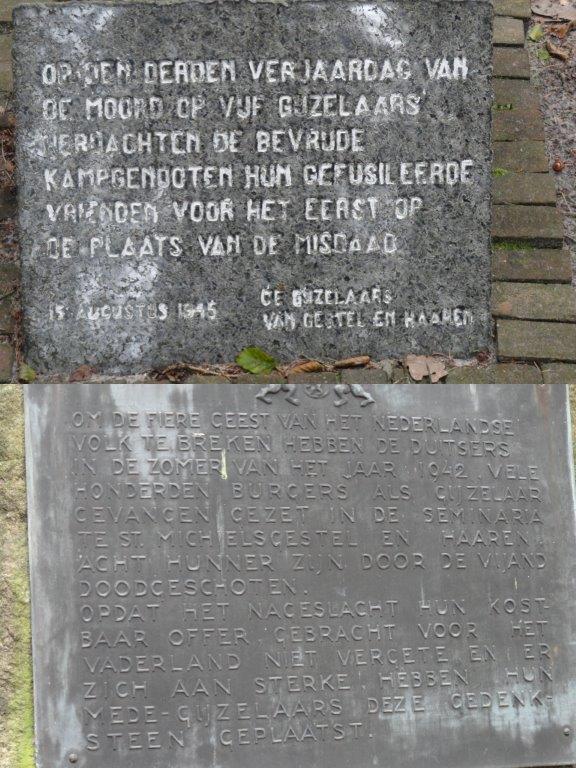 OP DEN DERDEN VERJAARDAG VAN
DE MOORD OP VIJF GIJZELAARS
HERDACHTEN DE BEVRIJDE
KAMPGENOOTEN HUN GEFUSILEERDE
VRIENDEN VOOR HET EERST OP
DE PLAATS VAN DE MISDAAD
15 AUGUSTUS 1945
DE GIJZELAARS
VAN GESTEL EN HAAREN
OM DE FIERE GEEST VAN HET NEDERLANDSE
VOLK TE BREKEN HEBBEN DE DUITSERS
IN DE ZOMER VAN HET JAAR 1942 VELE
HONDERDEN BURGERS ALS GIJZELAAR
GEVANGEN GEZET IN DE SEMINARIA
TE ST. MICHIELSGESTEL EN HAAREN.
ACHT HUNNER ZIJN DOOR DE VIJAND
DOODGESCHOTEN.
OPDAT HET NAGESLACHT HUN KOST-
BAAR OFFER GEBRACHT VOOR HET
VADERLAND NIET VERGETE EN ER
ZICH AAN STERKE HEBBEN HUN
MEDE-GIJZELAARS DEZE GEDENK-
STEEN GEPLAATST.